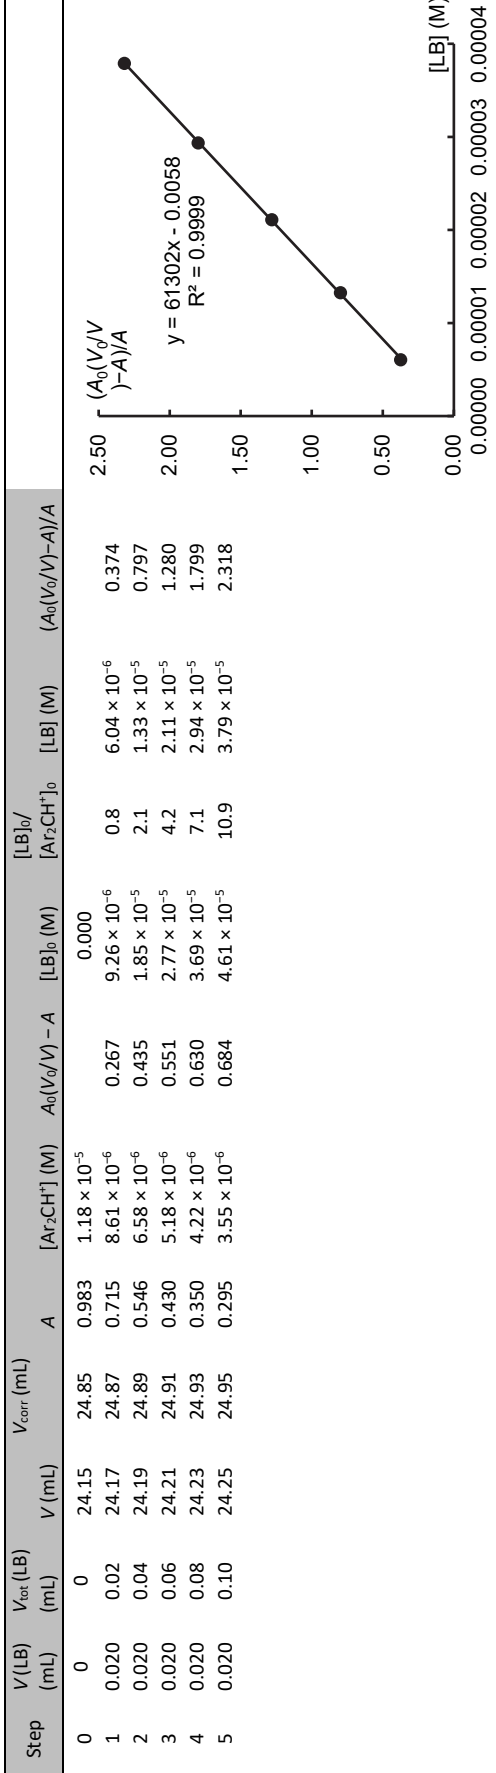 Step V(LB) (mL) Vtot(LB) (mL) V (mL) Vcorr (mL) A [Ar₂CH⁺] (M) A₀(V₀/V) − A [LB]₀ (M) [LB]₀/[Ar₂CH⁺]₀ [LB] (M) (A₀(V₀/V)−A)/A
0 0 0 24.15 24.85 0.983 1.18 × 10⁻⁵ 0.000
1 0.020 0.02 24.17 24.87 0.715 8.61 × 10⁻⁶ 0.267 9.26 × 10⁻⁶ 0.8 6.04 × 10⁻⁶ 0.374
2 0.020 0.04 24.19 24.89 0.546 6.58 × 10⁻⁶ 0.435 1.85 × 10⁻⁵ 2.1 1.33 × 10⁻⁵ 0.797
3 0.020 0.06 24.21 24.91 0.430 5.18 × 10⁻⁶ 0.551 2.77 × 10⁻⁵ 4.2 2.11 × 10⁻⁵ 1.280
4 0.020 0.08 24.23 24.93 0.350 4.22 × 10⁻⁶ 0.630 3.69 × 10⁻⁵ 7.1 2.94 × 10⁻⁵ 1.799
5 0.020 0.10 24.25 24.95 0.295 3.55 × 10⁻⁶ 0.684 4.61 × 10⁻⁵ 10.9 3.79 × 10⁻⁵ 2.318
(A₀(V₀/V
)−A)/A
2.50
2.00
1.50
1.00
0.50
0.00
y = 61302x - 0.0058
R² = 0.9999
[LB] (M)
0.00000 0.00001 0.00002 0.00003 0.00004